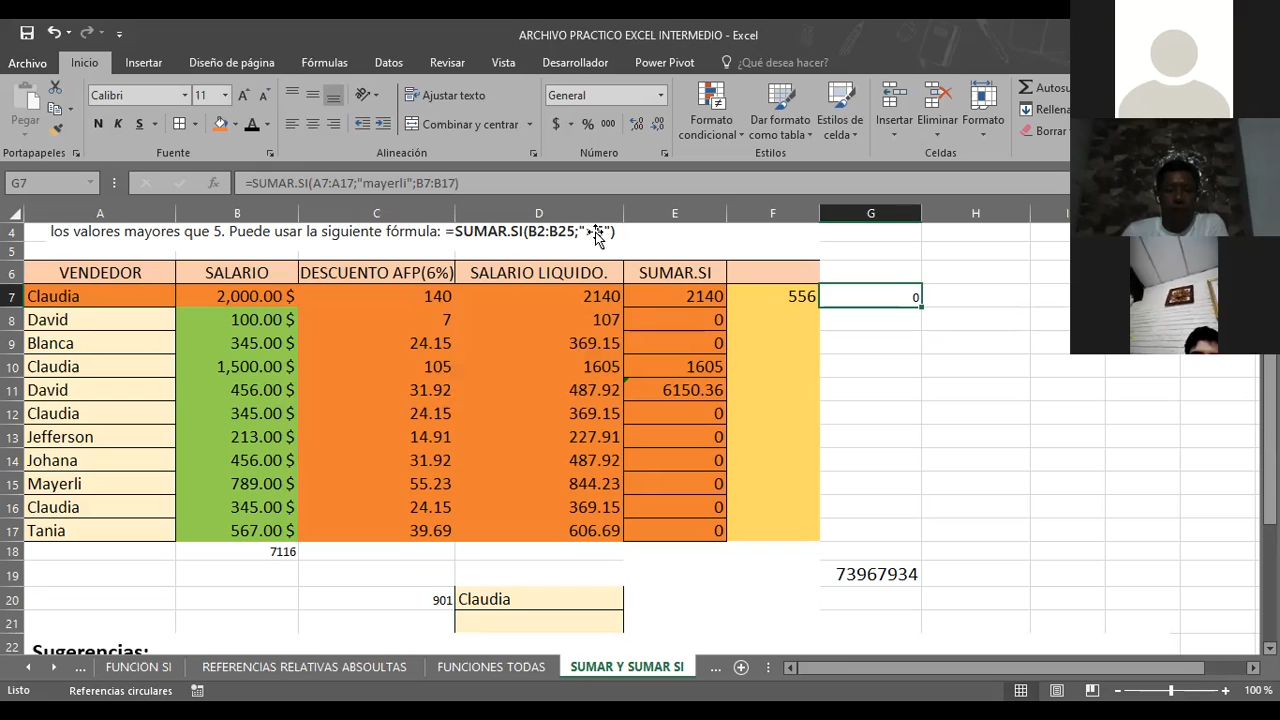 ARCHIVO PRACTICO EXCEL INTERMEDIO - Excel
Archivo Inicio Insertar Diseño de página Fórmulas Datos Revisar Vista Desarrollador Power Pivot ¿Qué desea hacer?
Pegar
Calibri 11
N K S
Ajustar texto
Combinar y centrar
General
$ % 000
Formato condicional
Dar formato como tabla
Estilos de celda
Insertar Eliminar Formato
Autosu
Rellena
Borrar
Portapapeles Fuente Alineación Número Estilos Celdas
G7 fx =SUMAR.SI(A7:A17;"mayerli";B7:B17)
A B C D E F G H I
4 los valores mayores que 5. Puede usar la siguiente fórmula: =SUMAR.SI(B2:B25;">5")
5
6 VENDEDOR SALARIO DESCUENTO AFP(6%) SALARIO LIQUIDO. SUMAR.SI
7 Claudia 2,000.00 $ 140 2140 2140 556 0
8 David 100.00 $ 7 107 0
9 Blanca 345.00 $ 24.15 369.15 0
10 Claudia 1,500.00 $ 105 1605 1605
11 David 456.00 $ 31.92 487.92 6150.36
12 Claudia 345.00 $ 24.15 369.15 0
13 Jefferson 213.00 $ 14.91 227.91 0
14 Johana 456.00 $ 31.92 487.92 0
15 Mayerli 789.00 $ 55.23 844.23 0
16 Claudia 345.00 $ 24.15 369.15 0
17 Tania 567.00 $ 39.69 606.69 0
18 7116
19 73967934
20 901 Claudia
21
22 Sugerencias:
... FUNCION SI REFERENCIAS RELATIVAS ABSOULTAS FUNCIONES TODAS SUMAR Y SUMAR SI ...
Listo Referencias circulares 100 %